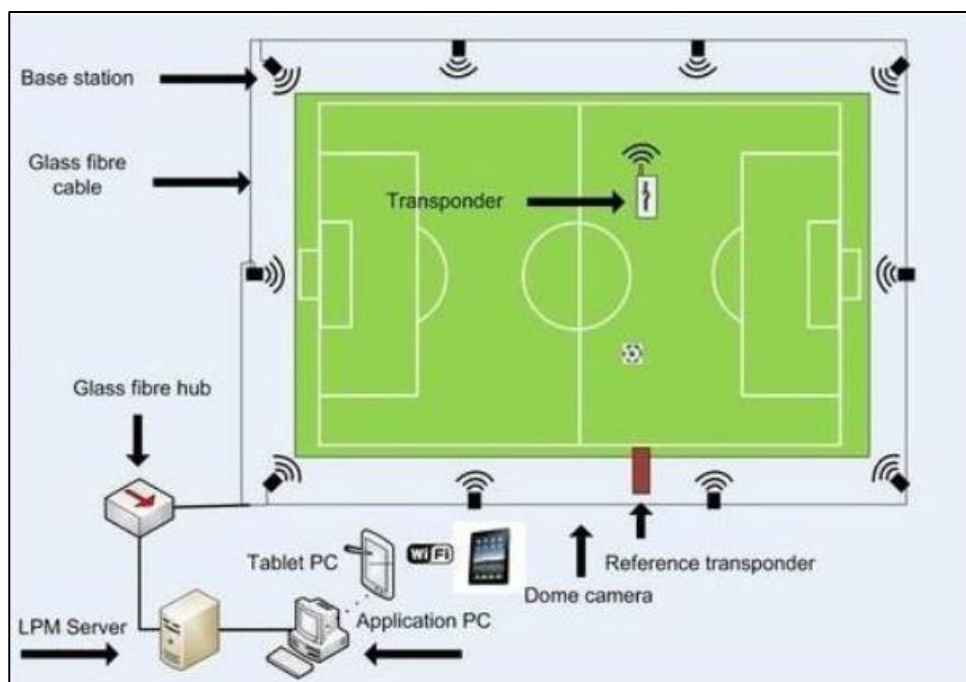 Base station
Glass fibre
cable
Transponder
Glass fibre hub
Tablet PC
WiFi
Reference transponder
Dome camera
Application PC
LPM Server